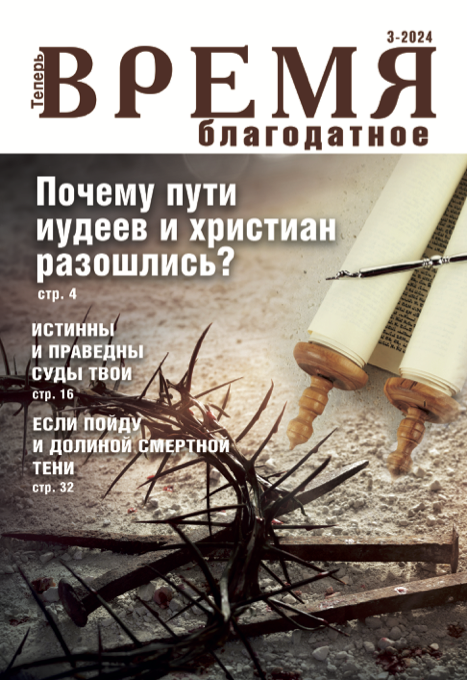 3-2024
Теперь
ВРЕМЯ
благодатное
Почему пути
иудеев и христиан
разошлись?
стр. 4
ИСТИННЫ
И ПРАВЕДНЫ
СУДЫ ТВОИ
стр. 16
ЕСЛИ ПОЙДУ
И ДОЛИНОЙ СМЕРТНОЙ
ТЕНИ
стр. 32